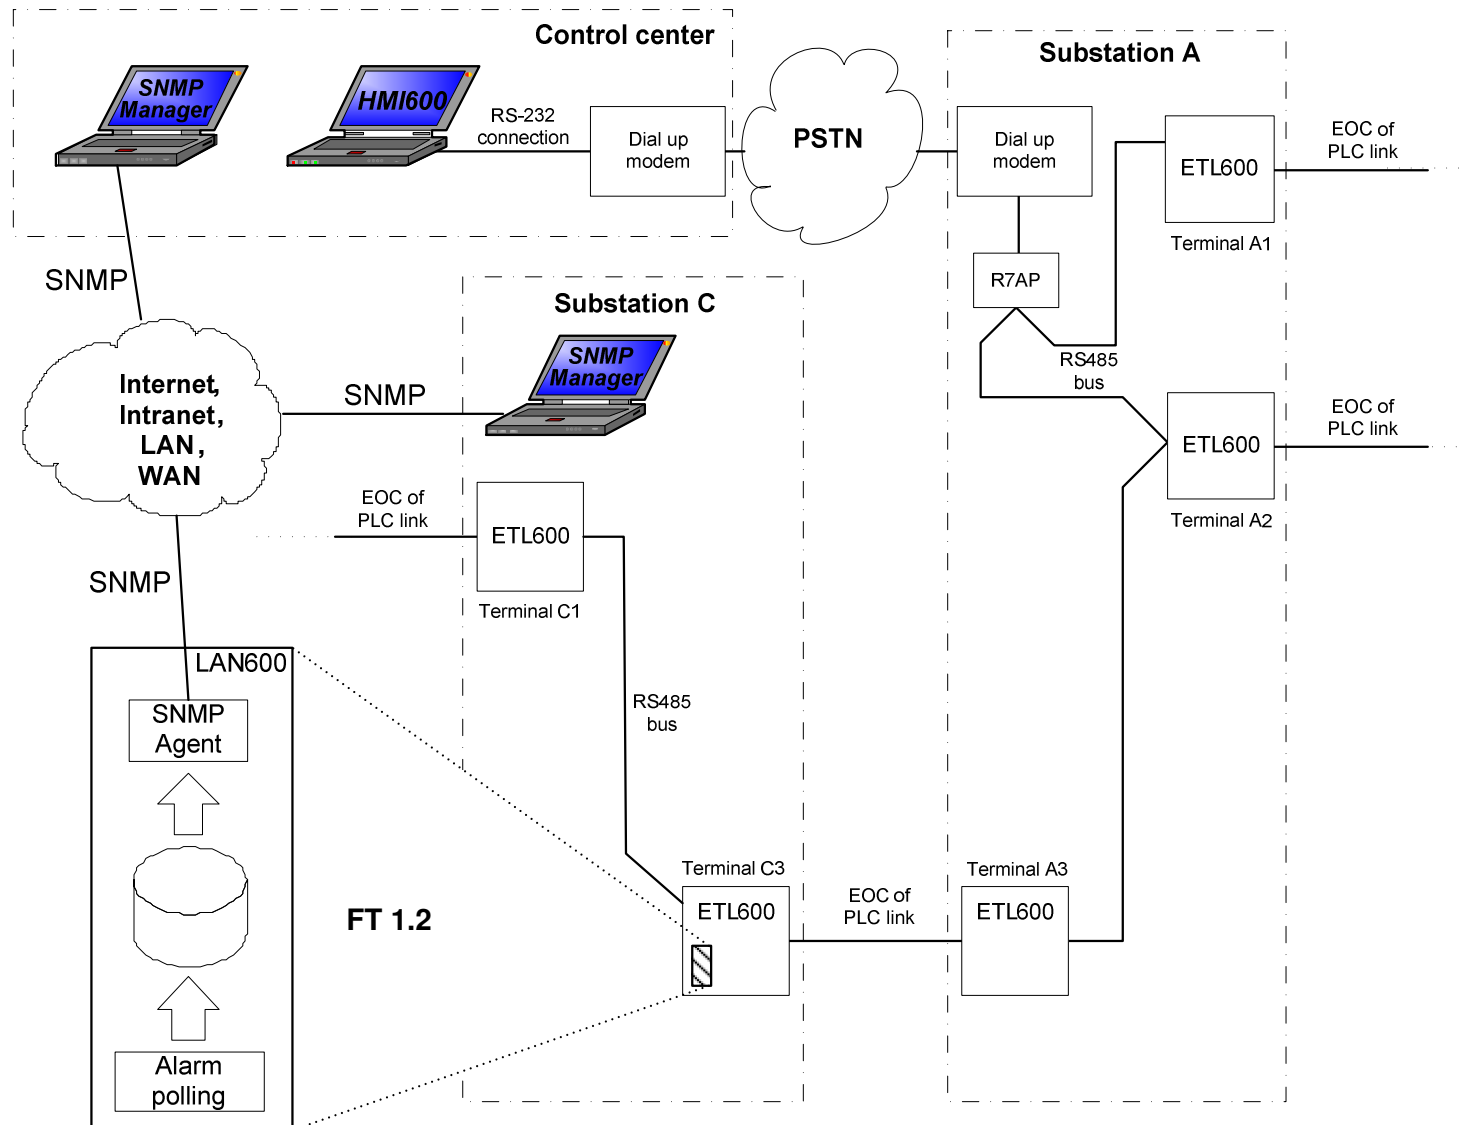 Control center
SNMP
Manager
HMI600
RS-232
connection
Dial up
modem
PSTN
Substation A
Dial up
modem
ETL600
EOC of
PLC link
Terminal A1
R7AP
RS485
bus
SNMP
Substation C
SNMP
Manager
SNMP
Internet,
Intranet,
LAN,
WAN
ETL600
EOC of
PLC link
Terminal A2
EOC of
PLC link
ETL600
Terminal C1
SNMP
LAN600
SNMP
Agent
RS485
bus
Terminal C3
ETL600
EOC of
PLC link
Terminal A3
ETL600
FT 1.2
Alarm
polling